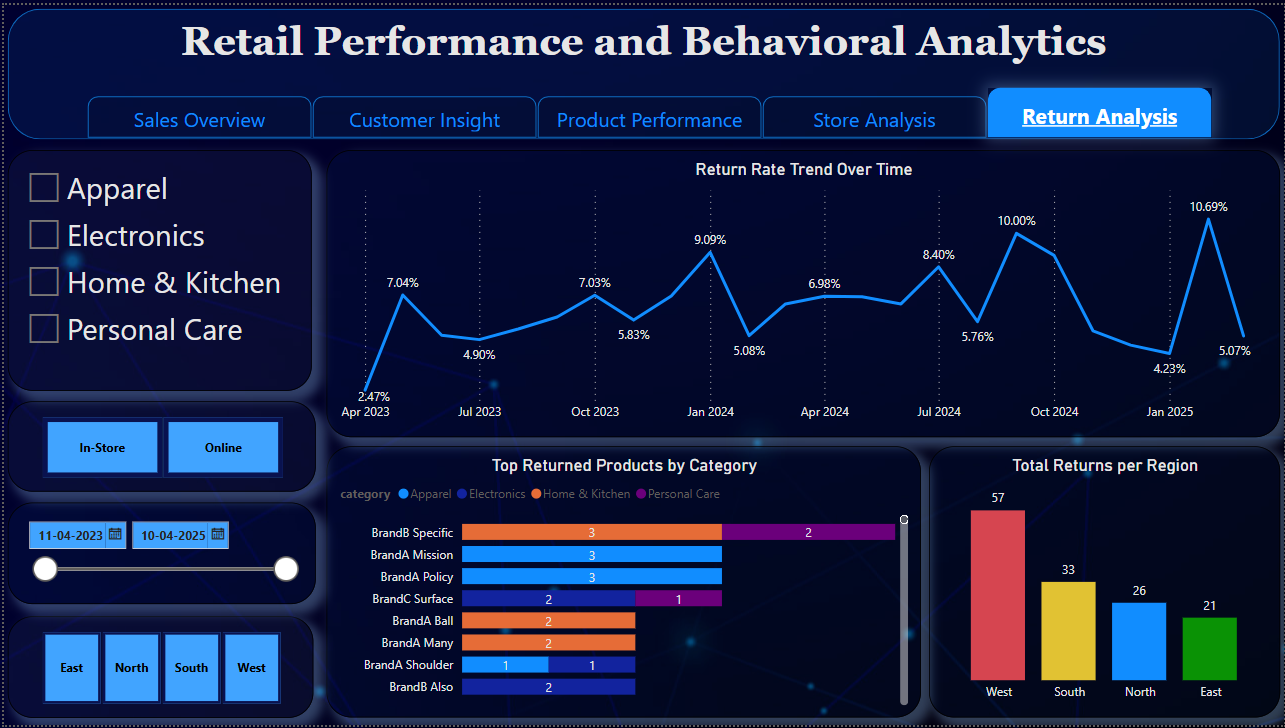 Retail Performance and Behavioral Analytics
Sales Overview
Customer Insight
Product Performance
Store Analysis
Return Analysis
Apparel
Electronics
Home & Kitchen
Personal Care
In-Store
Online
11-04-2023
10-04-2025
East
North
South
West
Return Rate Trend Over Time
2.47%
7.04%
4.90%
7.03%
5.83%
9.09%
5.08%
6.98%
8.40%
5.76%
10.00%
4.23%
10.69%
5.07%
Apr 2023
Jul 2023
Oct 2023
Jan 2024
Apr 2024
Jul 2024
Oct 2024
Jan 2025
Top Returned Products by Category
category Apparel Electronics Home & Kitchen Personal Care
BrandB Specific 3 2
BrandA Mission 3
BrandA Policy 3
BrandC Surface 2 1
BrandA Ball 2
BrandA Many 2
BrandA Shoulder 1 1
BrandB Also 2
Total Returns per Region
57
33
26
21
West
South
North
East